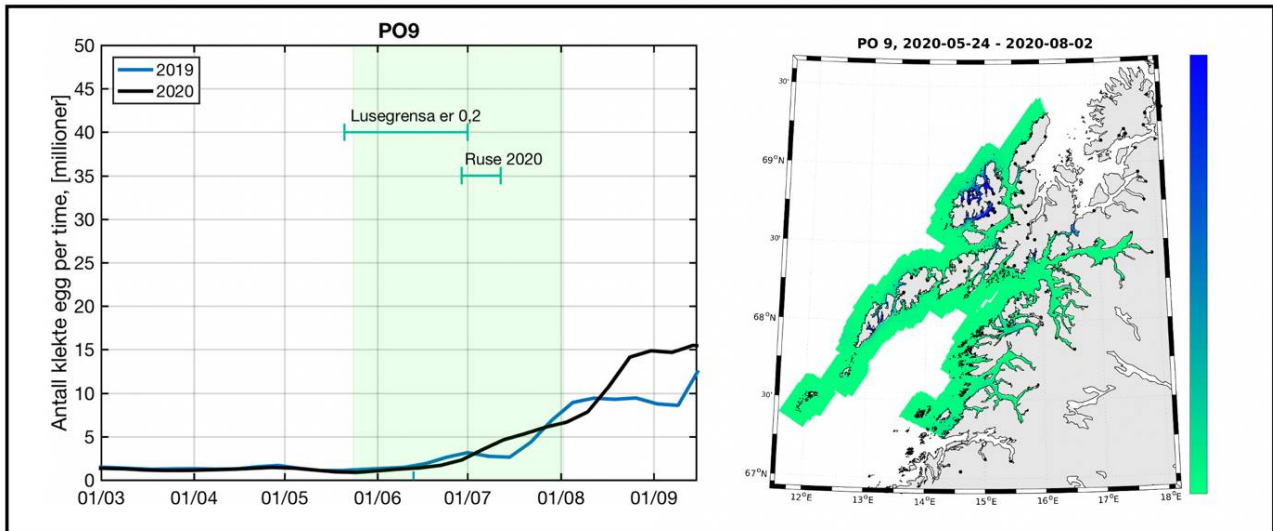 PO9
Antall klekte egg per time, [millioner]
50
45
40
35
30
25
20
15
10
5
0
2019
2020
Lusegrensa er 0,2
Ruse 2020
01/03
01/04
01/05
01/06
01/07
01/08
01/09
PO 9, 2020-05-24 - 2020-08-02
30'
69°N
30'
68°N
30'
67°N
12°E
13°E
14°E
15°E
16°E
17°E
18°E